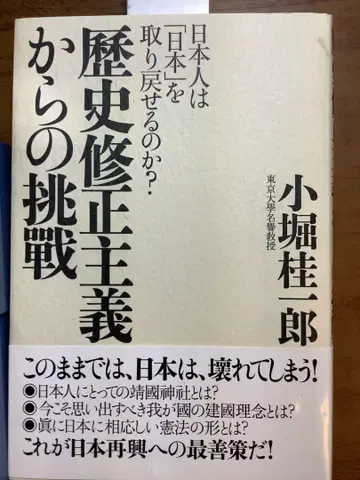 日本人は
「日本」を
取り戻せるのか?
歴史修正主義
からの挑戰
小堀桂一郎
東京大學名譽教授
このままでは、日本は、壊れてしまう!
●日本人にとっての靖國神社とは?
●今こそ思い出すべき我が國の建國理念とは?
●眞に日本に相応しい憲法の形とは?
これが日本再興への最善策だ!